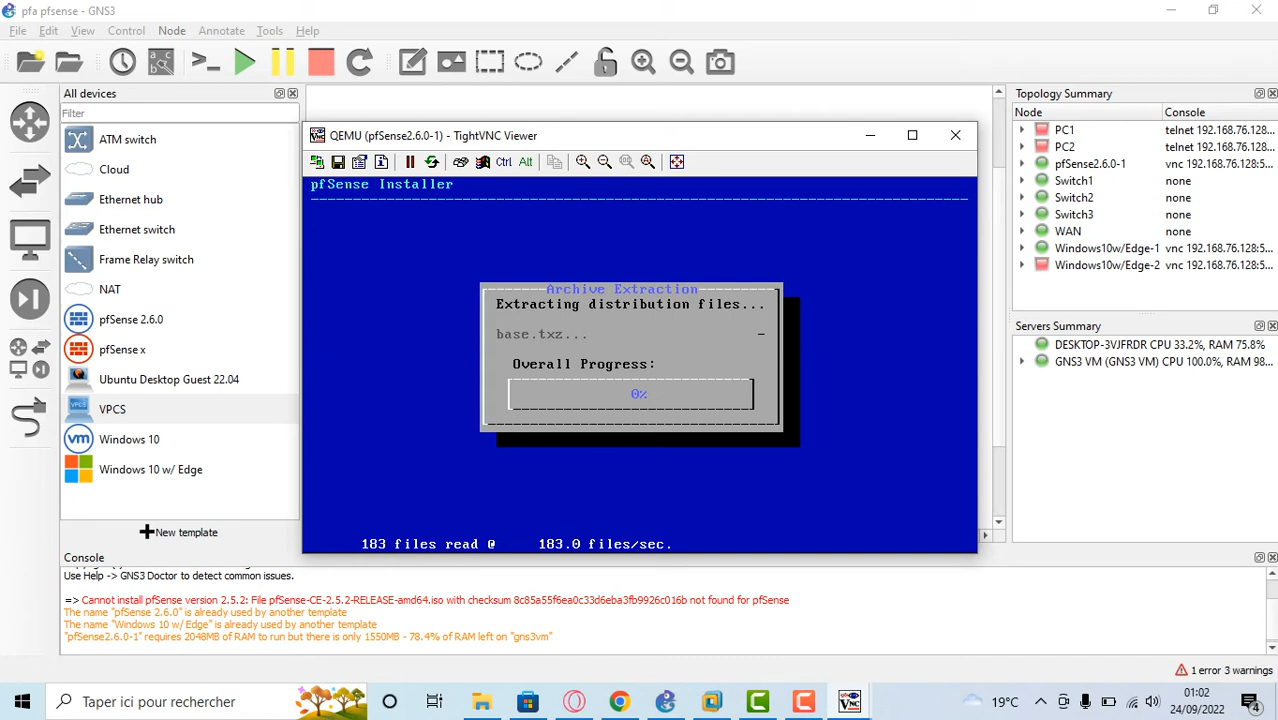 pfa pfsense - GNS3
File Edit View Control Node Annotate Tools Help
All devices
Filter
ATM switch
Cloud
Ethernet hub
Ethernet switch
Frame Relay switch
NAT
pfSense 2.6.0
pfSense x
Ubuntu Desktop Guest 22.04
VPCS
VPCS
vm
Windows 10
Windows 10 w/ Edge
New template
QEMU (pfSense2.6.0-1) - TightVNC Viewer
Ctrl Alt
pfSense Installer
Archive Extraction
Extracting distribution files...
base.txz... -
Overall Progress:
0%
183 files read @ 183.0 files/sec.
Topology Summary
Node Console
PC1 telnet 192.168.76.128:5
PC2 telnet 192.168.76.128:5
pfSense2.6.0-1 vnc 192.168.76.128:5
Switch1 none
Switch2 none
Switch3 none
WAN none
Windows10w/Edge-1 vnc 192.168.76.128:5
Windows10w/Edge-2 vnc 192.168.76.128:5
Servers Summary
DESKTOP-3VJFRDR CPU 33.2%, RAM 75.8%
GNS3 VM (GNS3 VM) CPU 100.0%, RAM 98...
Console
Use Help -> GNS3 Doctor to detect common issues.
=> Cannot install pfSense version 2.5.2: File pfSense-CE-2.5.2-RELEASE-amd64.iso with checksum 8c85a55f6ea0c33d6eba3fb9926c016b not found for pfSense
The name "pfSense 2.6.0" is already used by another template
The name "Windows 10 w/ Edge" is already used by another template
"pfSense2.6.0-1" requires 2048MB of RAM to run but there is only 1550MB - 78.4% of RAM left on "gns3vm"
1 error 3 warnings
Taper ici pour rechercher
19°C
01:02
24/09/2022
4